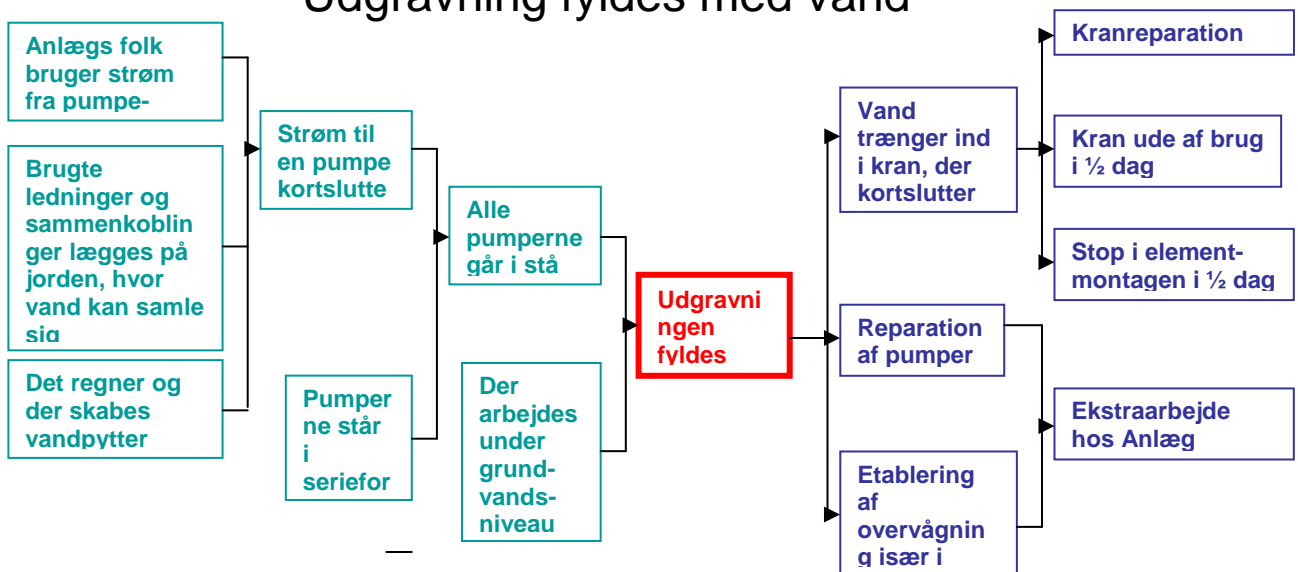 Udgravning fyldes med vand
Anlægs folk
bruger strøm
fra pumpe-
Brugte
ledninger og
sammenkoblin
ger lægges på
jorden, hvor
vand kan samle
sig
Det regner og
der skabes
vandpytter
Strøm til
en pumpe
kortslutte
Pumper
ne står
i
seriefor
Alle
pumperne
går i stå
Der
arbejdes
under
grund-
vands-
niveau
Udgravni
ngen
fyldes
Vand
trænger ind
i kran, der
kortslutter
Reparation
af pumper
Etablering
af
overvågnin
g især i
Kranreparation
Kran ude af brug
i ½ dag
Stop i element-
montagen i ½ dag
Ekstraarbejde
hos Anlæg